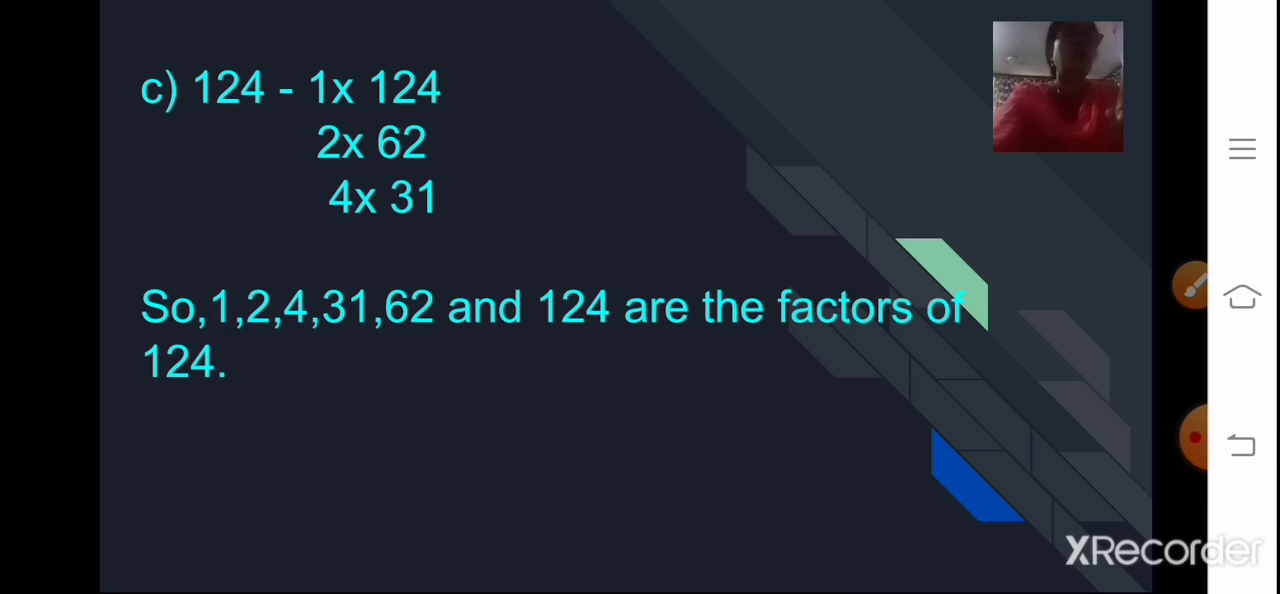 c) 124 - 1x 124
2x 62
4x 31
So,1,2,4,31,62 and 124 are the factors of
124.
XRecorder